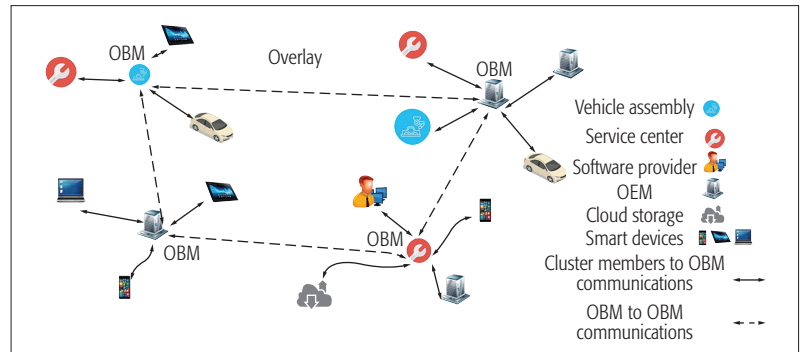 OBM
Overlay
OBM
OBM
OBM
Vehicle assembly
Service center
Software provider
OEM
Cloud storage
Smart devices
Cluster members to OBM
communications
OBM to OBM
communications